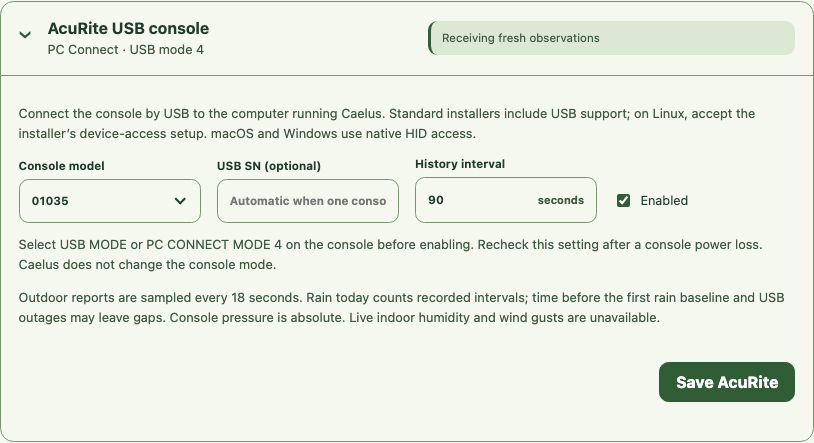 AcuRite USB console
PC Connect · USB mode 4
Receiving fresh observations
Connect the console by USB to the computer running Caelus. Standard installers include USB support; on Linux, accept the
installer’s device-access setup. macOS and Windows use native HID access.
Console model
USB SN (optional)
History interval
01035
Automatic when one conso
90
seconds
Enabled
Select USB MODE or PC CONNECT MODE 4 on the console before enabling. Recheck this setting after a console power loss.
Caelus does not change the console mode.
Outdoor reports are sampled every 18 seconds. Rain today counts recorded intervals; time before the first rain baseline and USB
outages may leave gaps. Console pressure is absolute. Live indoor humidity and wind gusts are unavailable.
Save AcuRite